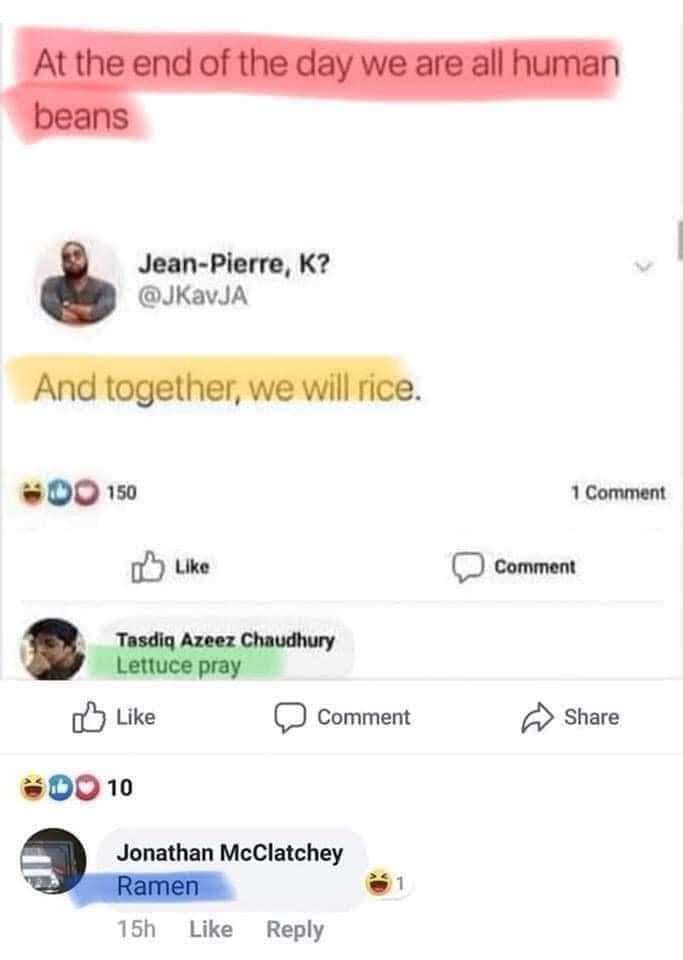 At the end of the day we are all human
beans
Jean-Pierre, K?
@JKavJA
And together, we will rice.
150
1 Comment
Like
Comment
Tasdiq Azeez Chaudhury
Lettuce pray
Like
Comment
Share
10
Jonathan McClatchey
Ramen
1
15h
Like
Reply